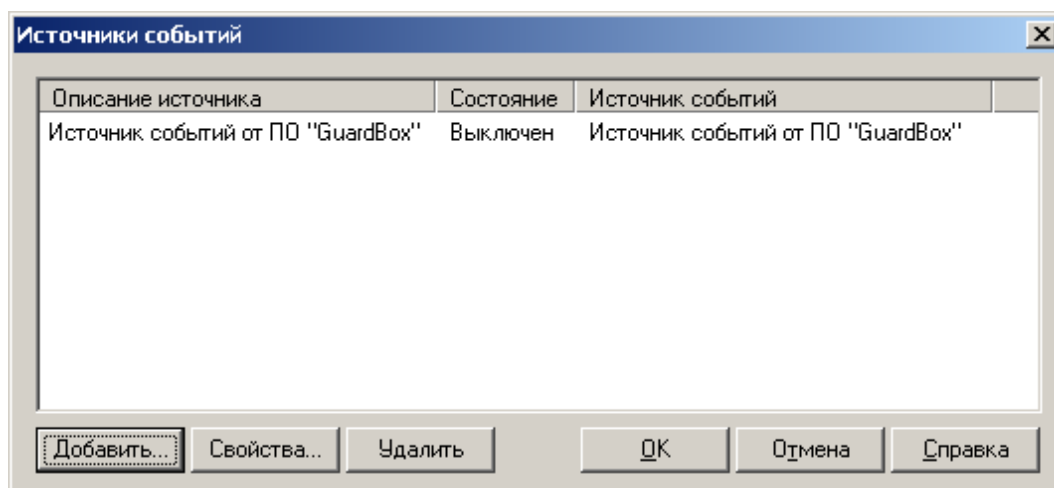 Источники событий
Описание источника Состояние Источник событий
Источник событий от ПО "GuardBox" Выключен Источник событий от ПО "GuardBox"
Добавить... Свойства... Удалить OK Отмена Справка